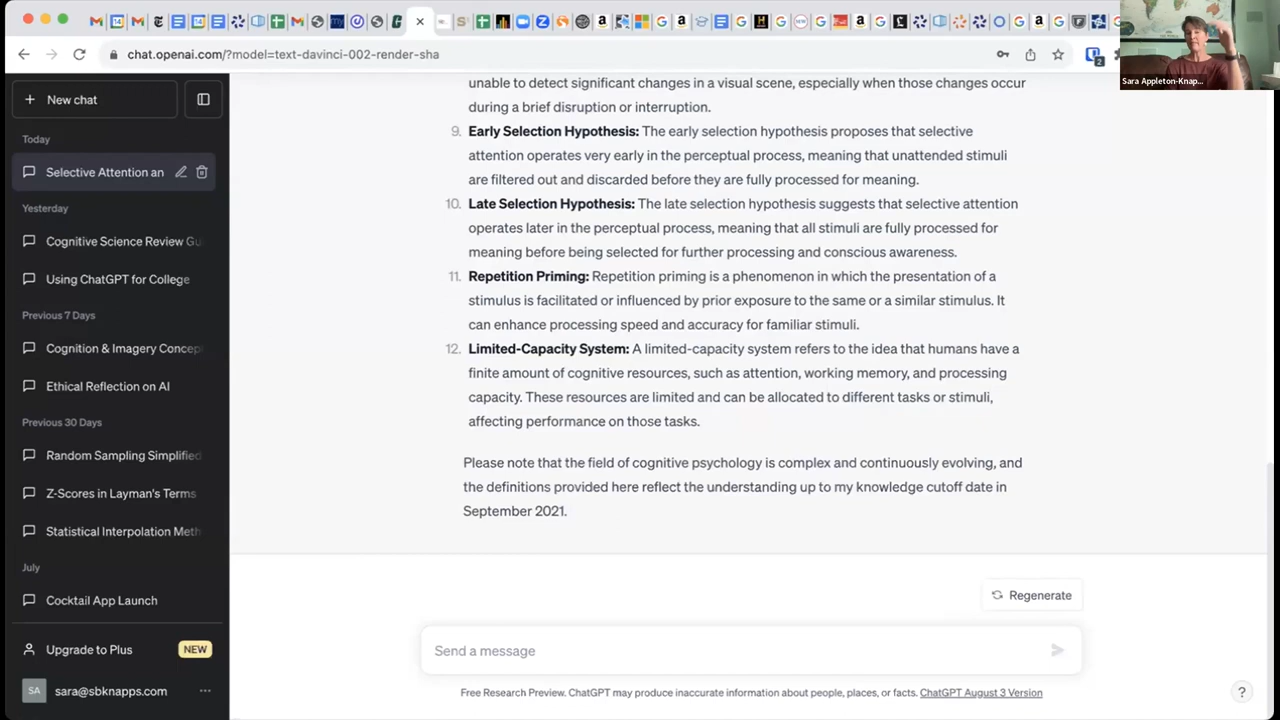 chat.openai.com/?model=text-davinci-002-render-sha
2
Sara Appleton-Knap...
New chat
Today
Selective Attention an
Yesterday
Cognitive Science Review Gu
Using ChatGPT for College
Previous 7 Days
Cognition & Imagery Concep
Ethical Reflection on AI
Previous 30 Days
Random Sampling Simplified
Z-Scores in Layman's Terms
Statistical Interpolation Meth
July
Cocktail App Launch
Upgrade to Plus NEW
SA sara@sbknapps.com ...
unable to detect significant changes in a visual scene, especially when those changes occur
during a brief disruption or interruption.
9. Early Selection Hypothesis: The early selection hypothesis proposes that selective
attention operates very early in the perceptual process, meaning that unattended stimuli
are filtered out and discarded before they are fully processed for meaning.
10. Late Selection Hypothesis: The late selection hypothesis suggests that selective attention
operates later in the perceptual process, meaning that all stimuli are fully processed for
meaning before being selected for further processing and conscious awareness.
11. Repetition Priming: Repetition priming is a phenomenon in which the presentation of a
stimulus is facilitated or influenced by prior exposure to the same or a similar stimulus. It
can enhance processing speed and accuracy for familiar stimuli.
12. Limited-Capacity System: A limited-capacity system refers to the idea that humans have a
finite amount of cognitive resources, such as attention, working memory, and processing
capacity. These resources are limited and can be allocated to different tasks or stimuli,
affecting performance on those tasks.
Please note that the field of cognitive psychology is complex and continuously evolving, and
the definitions provided here reflect the understanding up to my knowledge cutoff date in
September 2021.
Regenerate
Send a message
Free Research Preview. ChatGPT may produce inaccurate information about people, places, or facts. ChatGPT August 3 Version
?